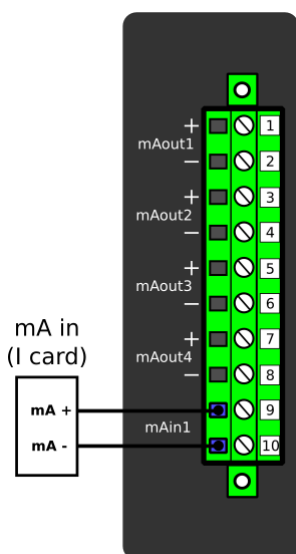 + 1
mAout1
− 2
+ 3
mAout2
− 4
+ 5
mAout3
− 6
+ 7
mAout4
− 8
mA in
(I card)
mA + 9
mAin1
mA - 10